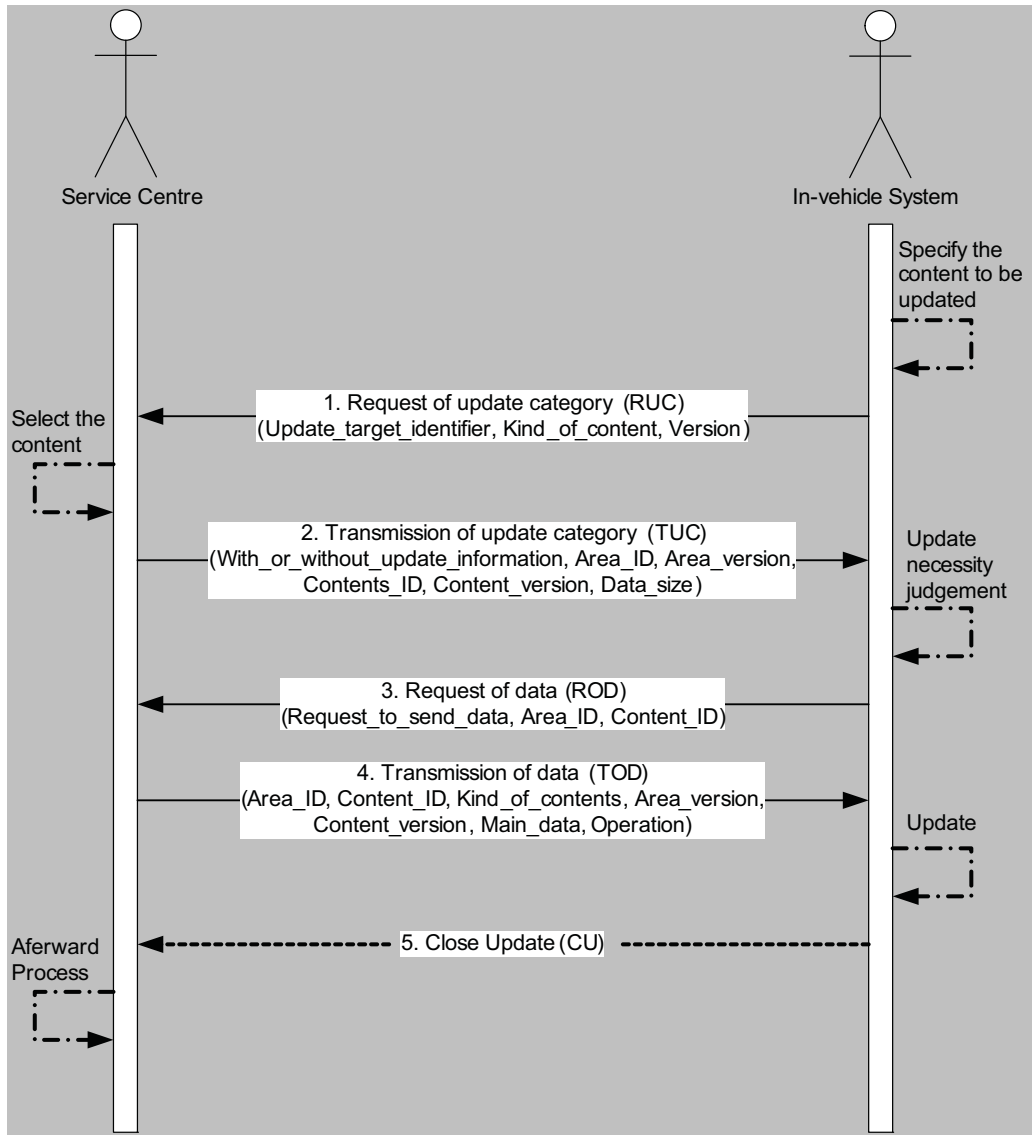 Service Centre
In-vehicle System
Specify the
content to be
updated
1. Request of update category (RUC)
(Update_target_identifier, Kind_of_content, Version)
Select the
content
2. Transmission of update category (TUC)
(With_or_without_update_information, Area_ID, Area_version,
Contents_ID, Content_version, Data_size)
Update
necessity
judgement
3. Request of data (ROD)
(Request_to_send_data, Area_ID, Content_ID)
4. Transmission of data (TOD)
(Area_ID, Content_ID, Kind_of_contents, Area_version,
Content_version, Main_data, Operation)
Update
5. Close Update (CU)
Aferward
Process